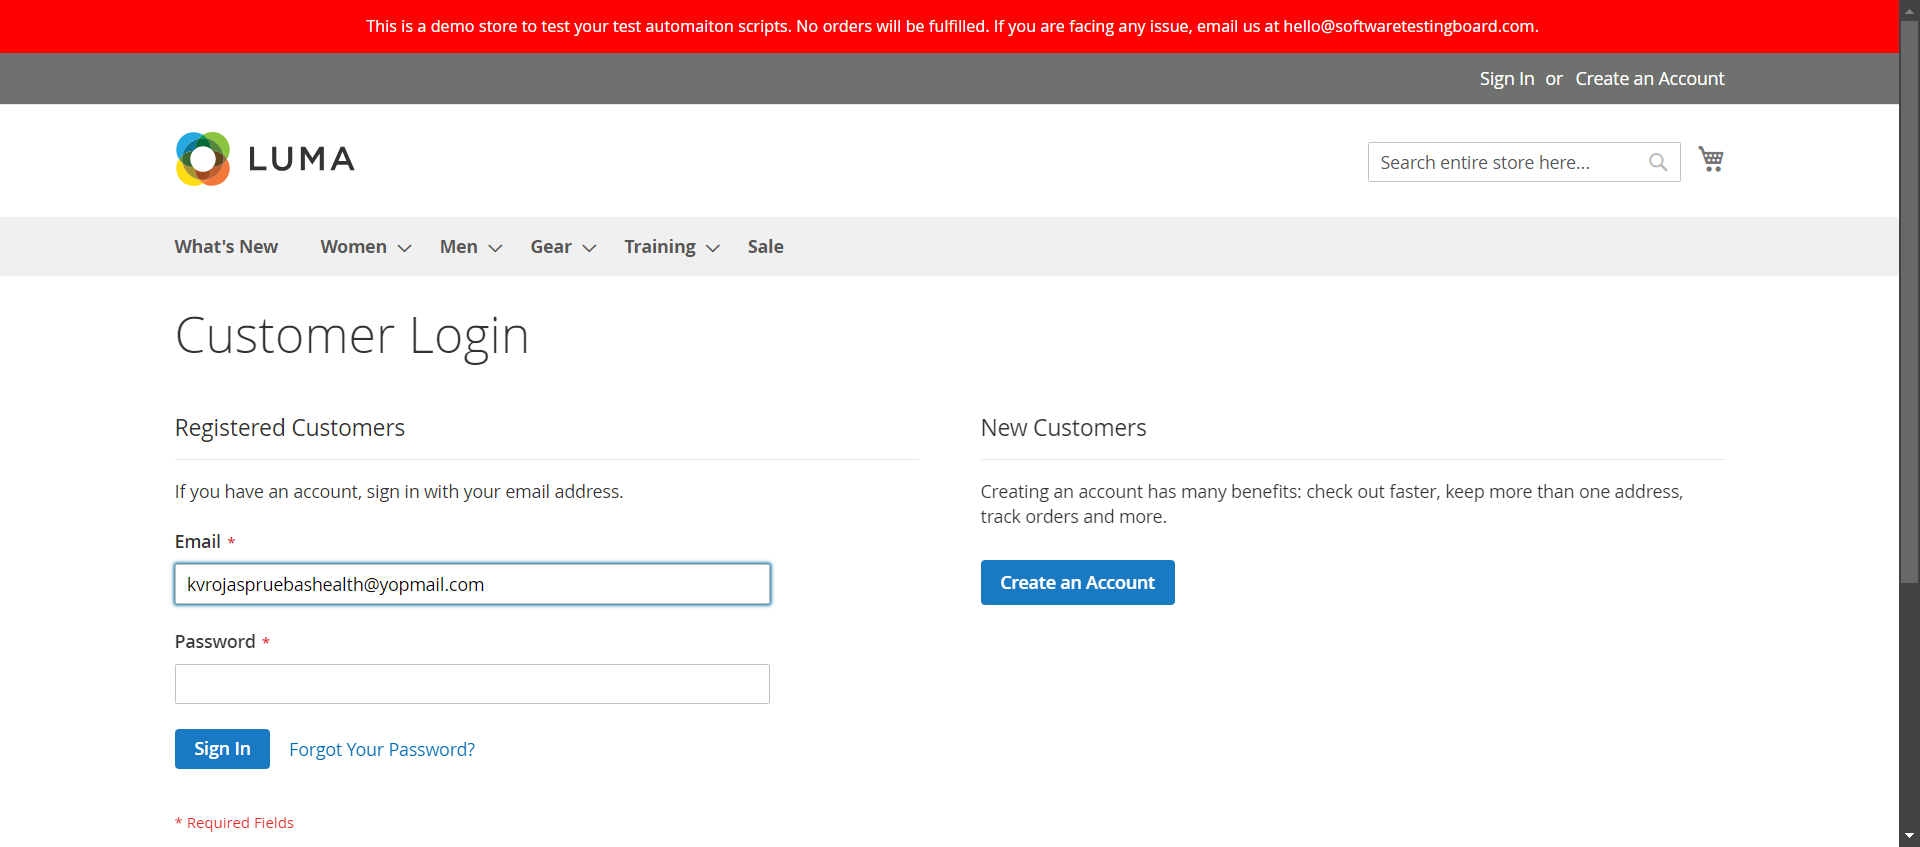 This is a demo store to test your test automaiton scripts. No orders will be fulfilled. If you are facing any issue, email us at hello@softwaretestingboard.com.
Sign In or Create an Account
LUMA
Search entire store here...
What's New Women Men Gear Training Sale
Customer Login
Registered Customers
If you have an account, sign in with your email address.
Email *
kvrojaspruebashealth@yopmail.com
Password *
Sign In Forgot Your Password?
* Required Fields
New Customers
Creating an account has many benefits: check out faster, keep more than one address,
track orders and more.
Create an Account